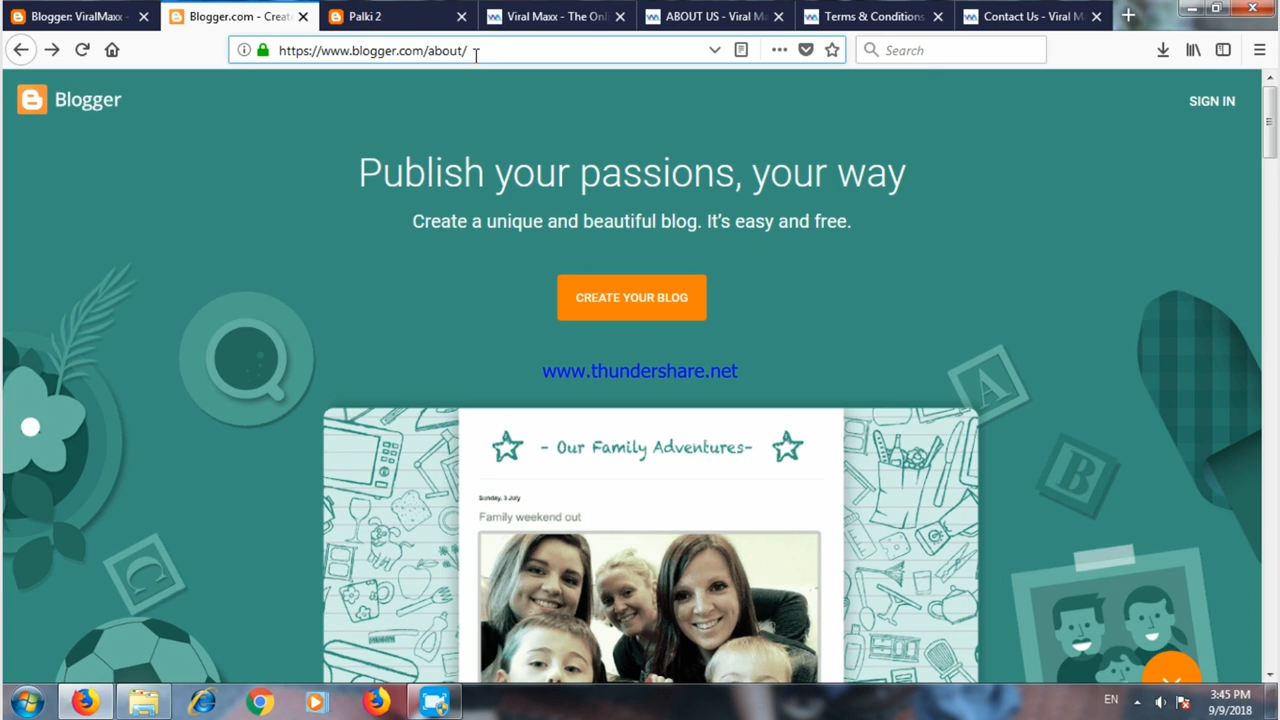 Blogger: ViralMaxx -
Blogger.com - Creat
Palki 2
Viral Maxx - The Onl
ABOUT US - Viral M
Terms & Conditions
Contact Us - Viral M
https://www.blogger.com/about/
Search
Blogger
SIGN IN
Publish your passions, your way
Create a unique and beautiful blog. It's easy and free.
CREATE YOUR BLOG
www.thundershare.net
A
B
C
- Our Family Adventures-
Sunday, 3 July
Family weekend out
EN
3:45 PM
9/9/2018